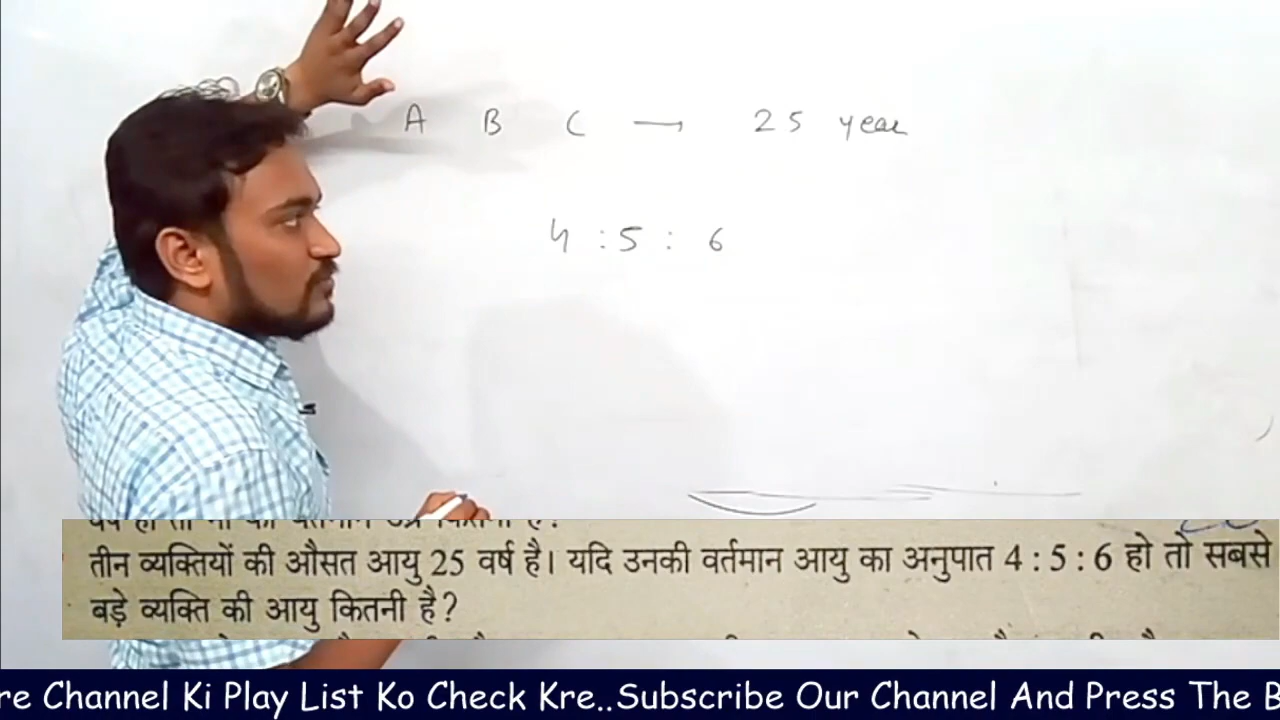 A B C → 25 year
4 : 5 : 6
तीन व्यक्तियों की औसत आयु 25 वर्ष है। यदि उनकी वर्तमान आयु का अनुपात 4 : 5 : 6 हो तो सबसे
बड़े व्यक्ति की आयु कितनी है?
re Channel Ki Play List Ko Check Kre..Subscribe Our Channel And Press The B